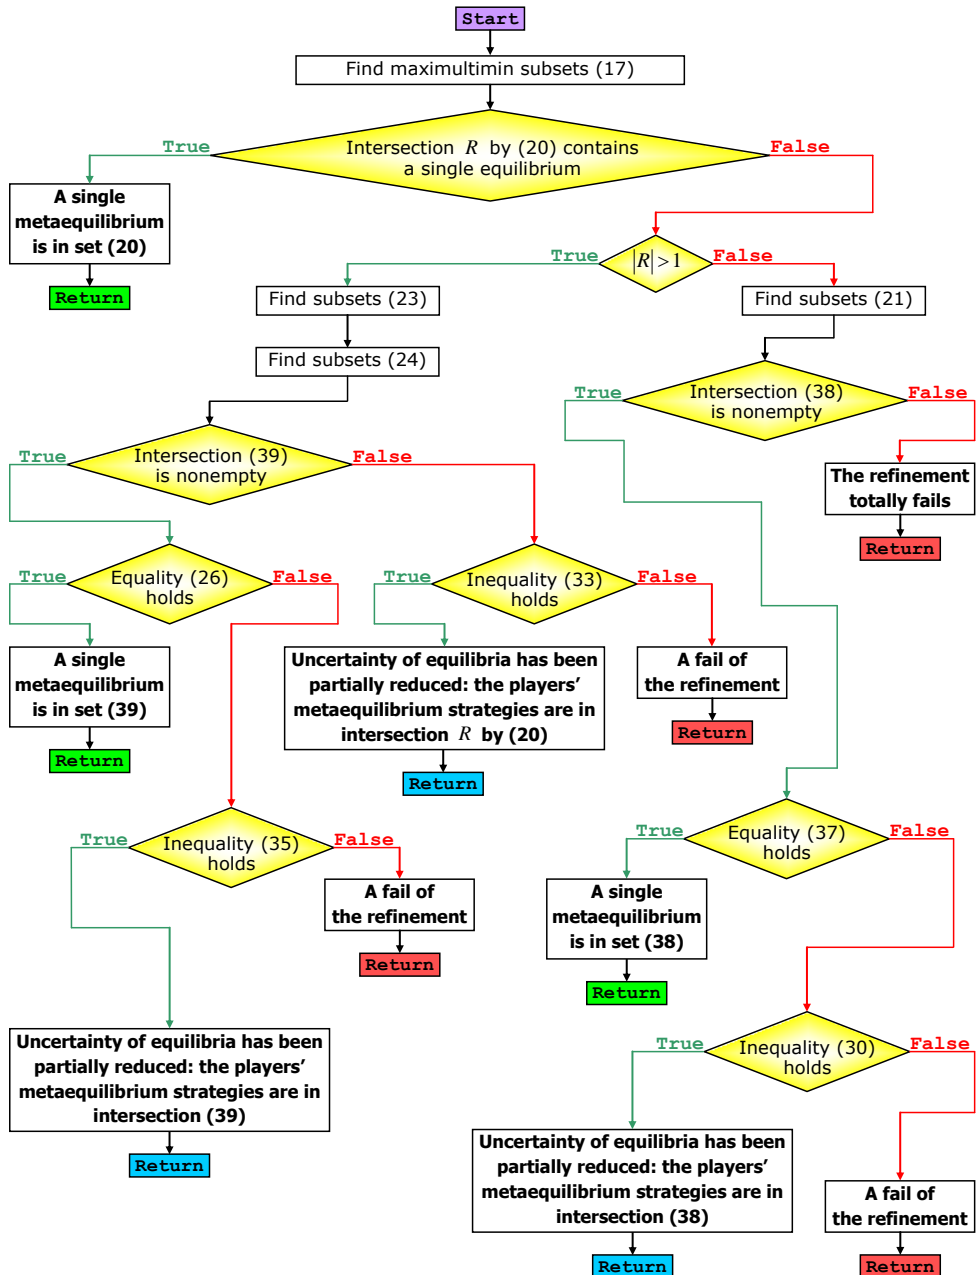 Start
Find maximultimin subsets (17)
True
Intersection R by (20) contains
a single equilibrium
False
A single
metaequilibrium
is in set (20)
Return
True
|R|>1
False
Find subsets (23)
Find subsets (21)
Find subsets (24)
True
Intersection (38)
is nonempty
False
True
Intersection (39)
is nonempty
False
The refinement
totally fails
Return
True
Equality (26)
holds
False
True
Inequality (33)
holds
False
A single
metaequilibrium
is in set (39)
Return
Uncertainty of equilibria has been
partially reduced: the players’
metaequilibrium strategies are in
intersection R by (20)
Return
A fail of
the refinement
Return
True
Inequality (35)
holds
False
True
Equality (37)
holds
False
A fail of
the refinement
Return
A single
metaequilibrium
is in set (38)
Return
Uncertainty of equilibria has been
partially reduced: the players’
metaequilibrium strategies are in
intersection (39)
Return
True
Inequality (30)
holds
False
Uncertainty of equilibria has been
partially reduced: the players’
metaequilibrium strategies are in
intersection (38)
Return
A fail of
the refinement
Return